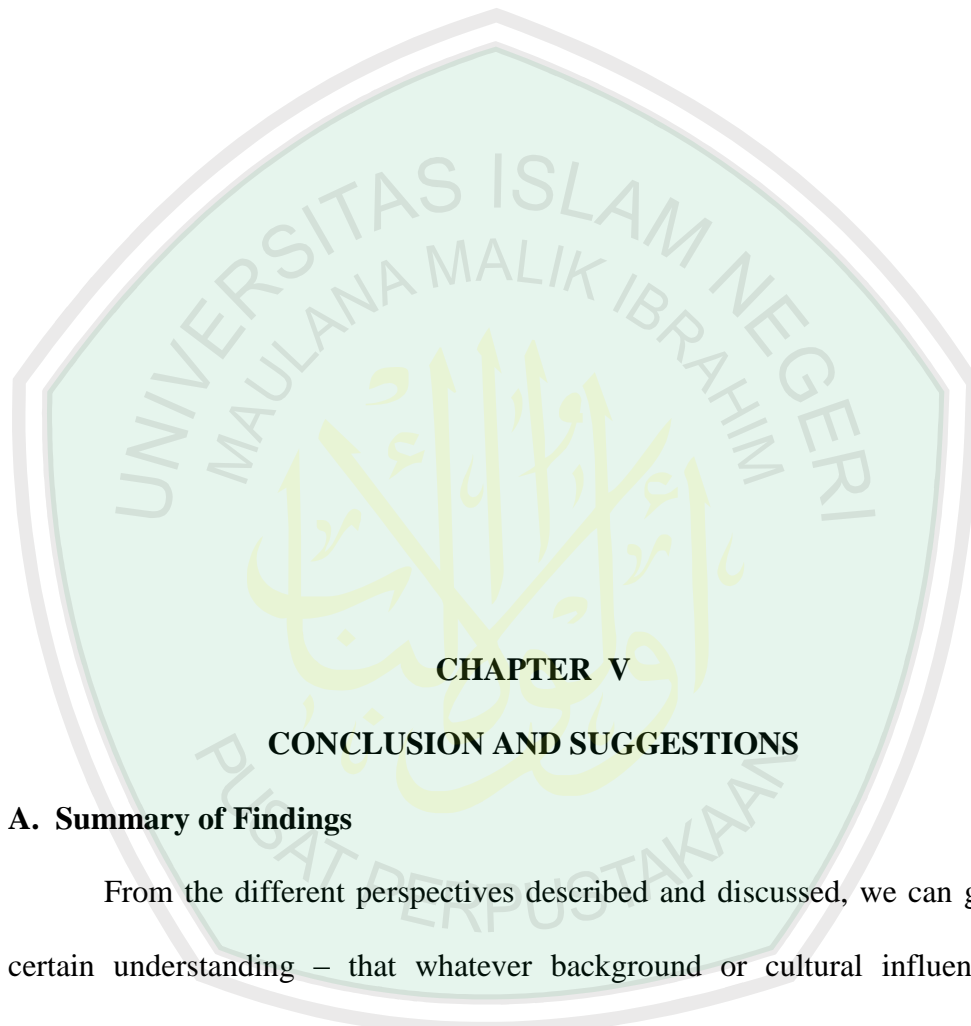 UNIVERSITAS ISLAM NEGERI
MAULANA MALIK IBRAHIM
CHAPTER V
CONCLUSION AND SUGGESTIONS
A. Summary of Findings
From the different perspectives described and discussed, we can
certain understanding – that whatever background or cultural
PUSAT PERPUSTAKAAN